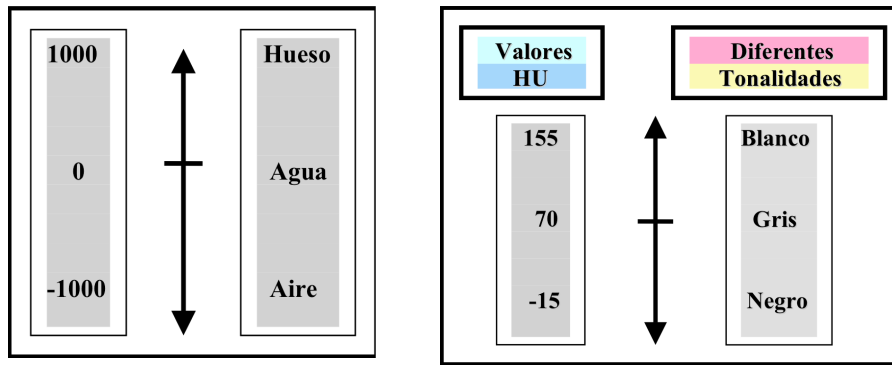 1000 Hueso
0 Agua
-1000 Aire
Valores
HU
Diferentes
Tonalidades
155 Blanco
70 Gris
-15 Negro